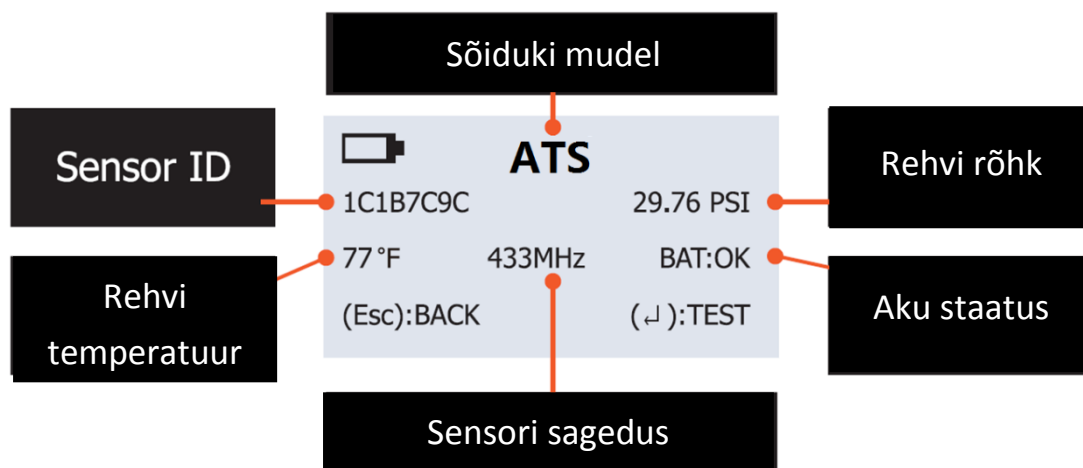 Sõiduki mudel
Sensor ID
ATS
Rehvi rõhk
1C1B7C9C 29.76 PSI
77 °F 433MHz BAT:OK
Rehvi
temperatuur
(Esc):BACK (↵):TEST
Aku staatus
Sensori sagedus